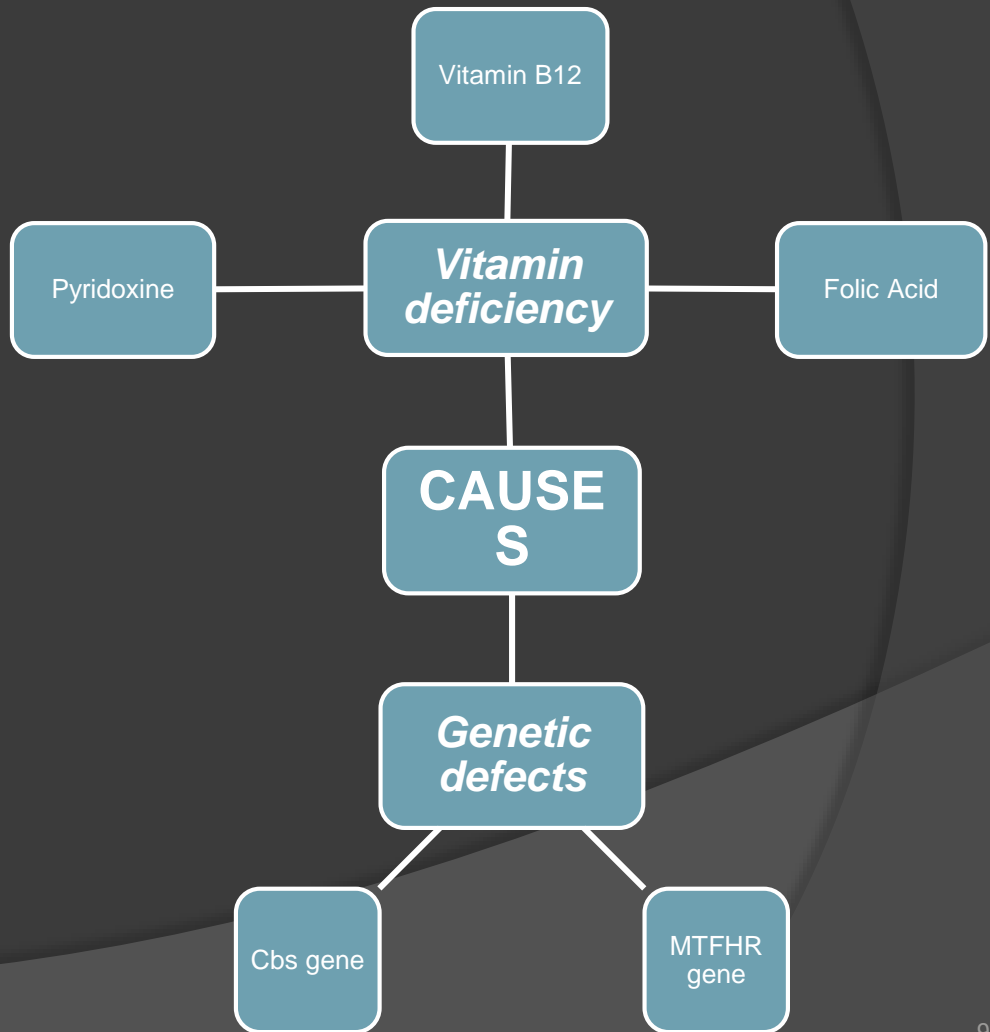 Vitamin B12
Pyridoxine
Vitamin
deficiency
Folic Acid
CAUSE
S
Genetic
defects
Cbs gene
MTFHR
gene